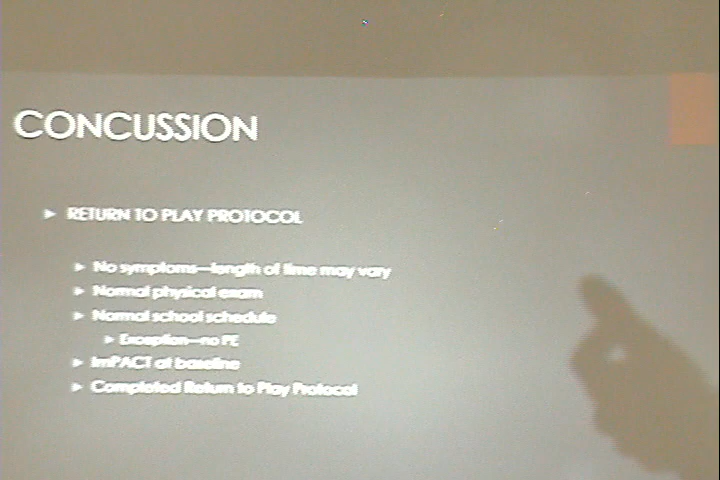 CONCUSSION
RETURN TO PLAY PROTOCOL
No symptoms—length of time may vary
Normal physical exam
Normal school schedule
Exception—no PE
ImPACT at baseline
Completed Return to Play Protocol